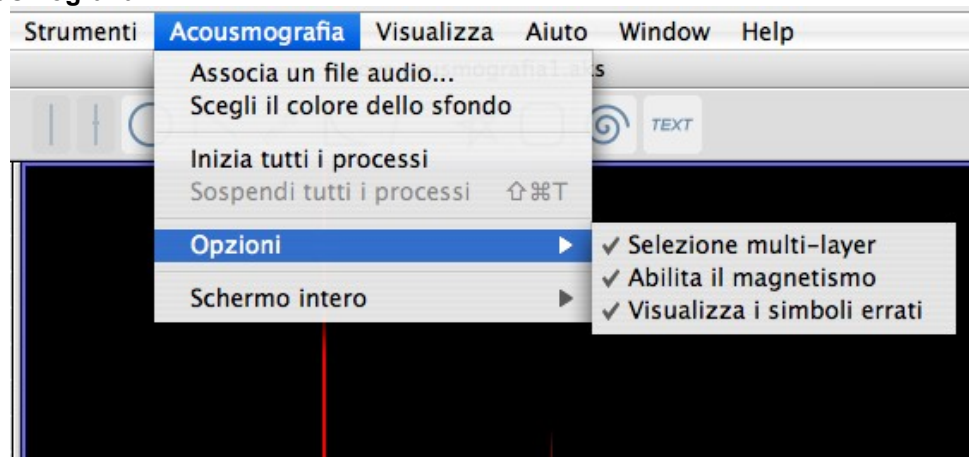 Strumenti Acousmografia Visualizza Aiuto Window Help
Associa un file audio...
Scegli il colore dello sfondo
TEXT
Inizia tutti i processi
Sospendi tutti i processi ⇧⌘T
Opzioni
✓ Selezione multi-layer
✓ Abilita il magnetismo
✓ Visualizza i simboli errati
Schermo intero